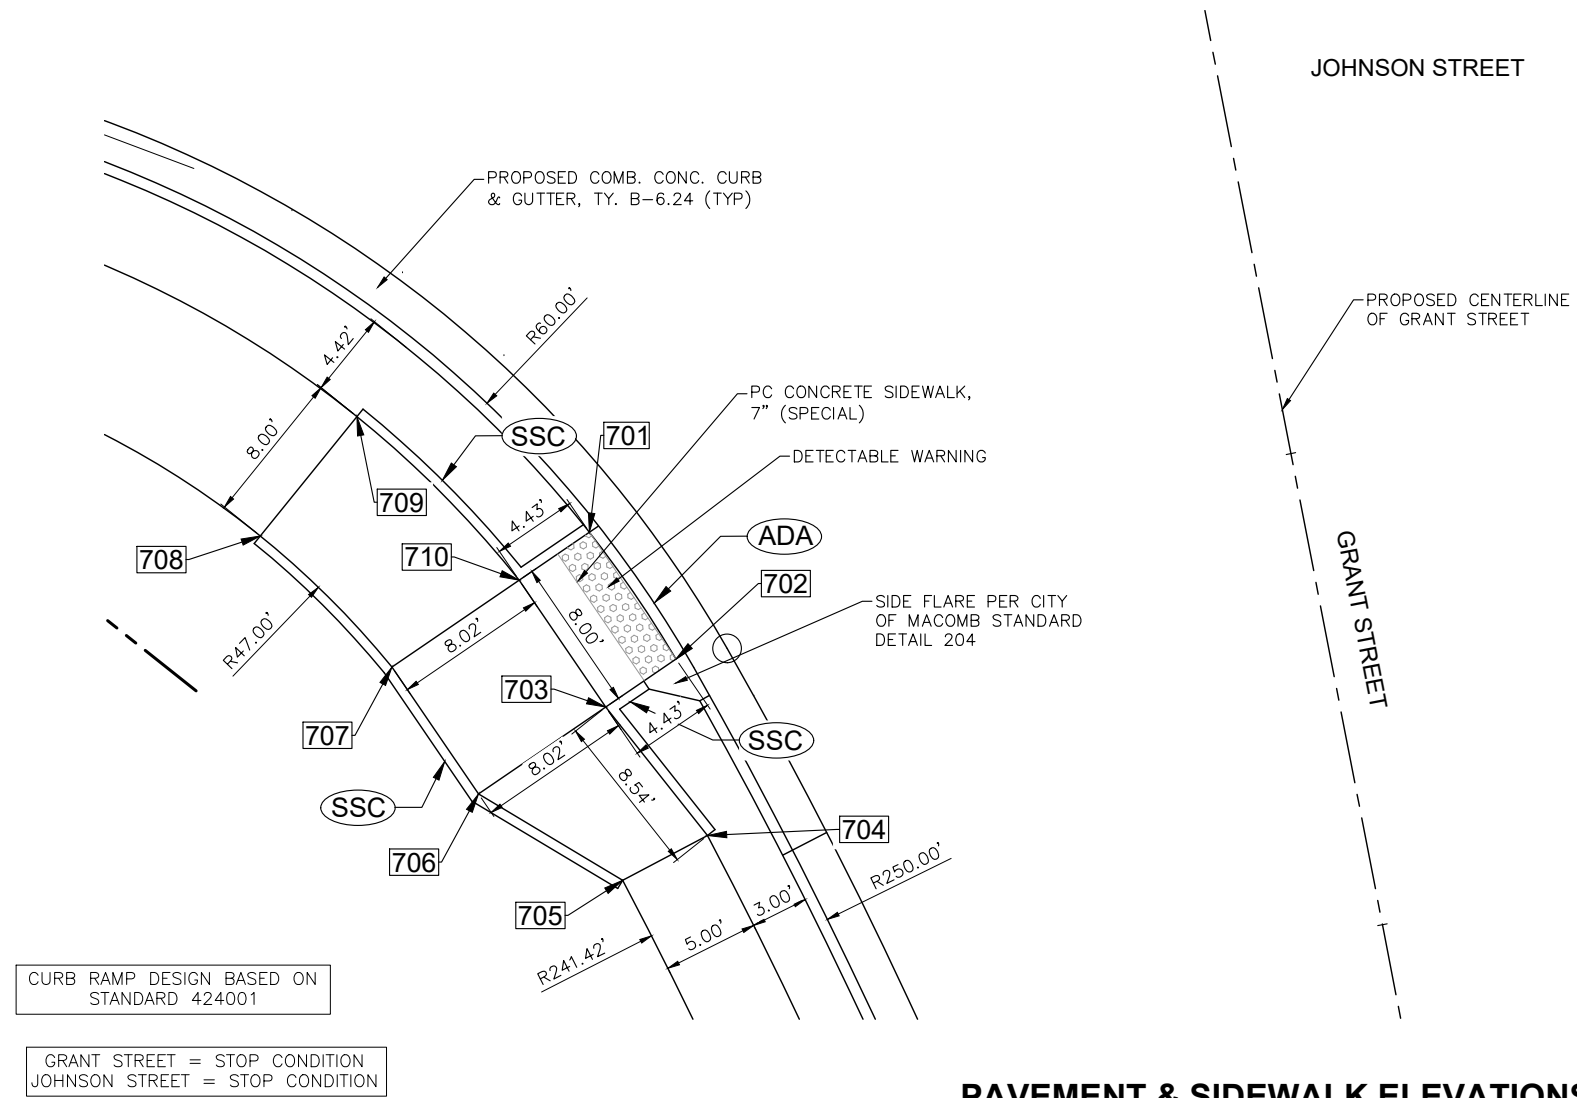 JOHNSON STREET
PROPOSED COMB. CONC. CURB
& GUTTER, TY. B-6.24 (TYP)
R60.00'
4.42'
8.00'
PROPOSED CENTERLINE
OF GRANT STREET
PC CONCRETE SIDEWALK,
7" (SPECIAL)
SSC
701
DETECTABLE WARNING
709
4.43'
ADA
708
710
702
GRANT STREET
SIDE FLARE PER CITY
OF MACOMB STANDARD
DETAIL 204
8.00'
8.02'
R47.00'
703
4.43'
707
SSC
8.02'
8.54'
SSC
704
706
R250.00'
705
3.00'
5.00'
R241.42'
CURB RAMP DESIGN BASED ON
STANDARD 424001
GRANT STREET = STOP CONDITION
JOHNSON STREET = STOP CONDITION
PAVEMENT & SIDEWALK ELEVATIONS